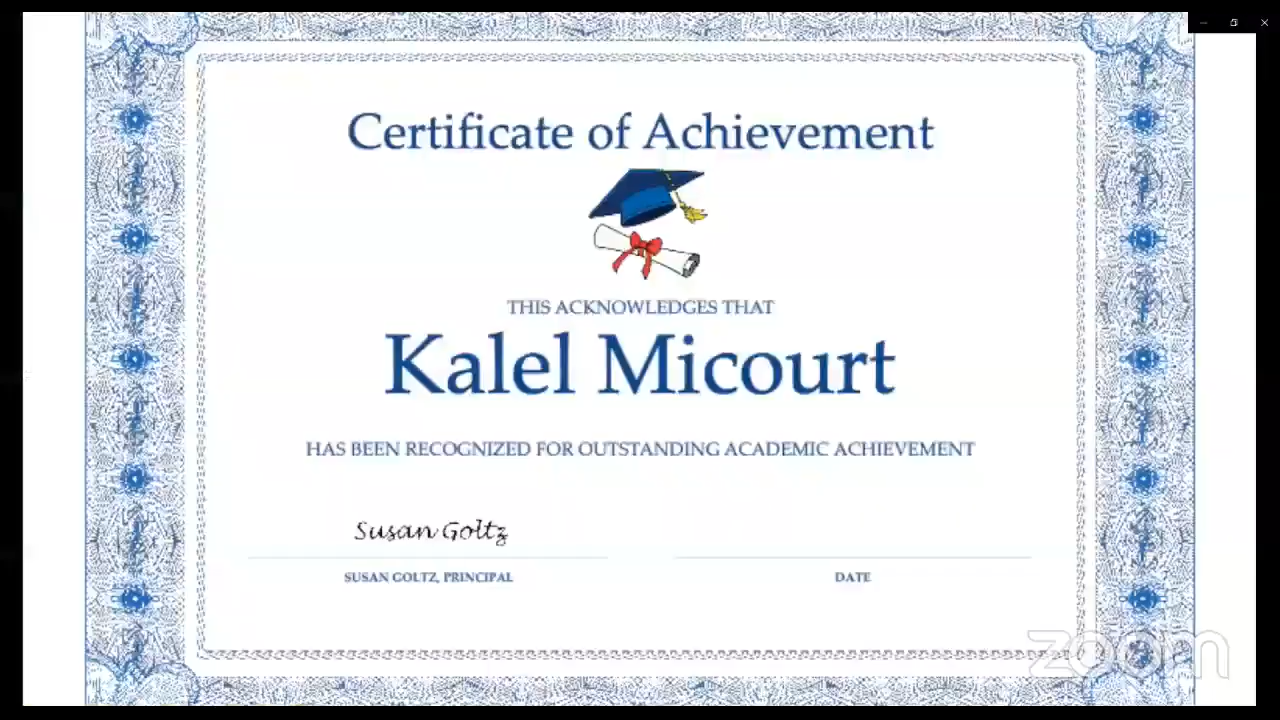 Certificate of Achievement
THIS ACKNOWLEDGES THAT
Kalel Micourt
HAS BEEN RECOGNIZED FOR OUTSTANDING ACADEMIC ACHIEVEMENT
Susan Goltz
SUSAN GOLTZ, PRINCIPAL
DATE
zoom